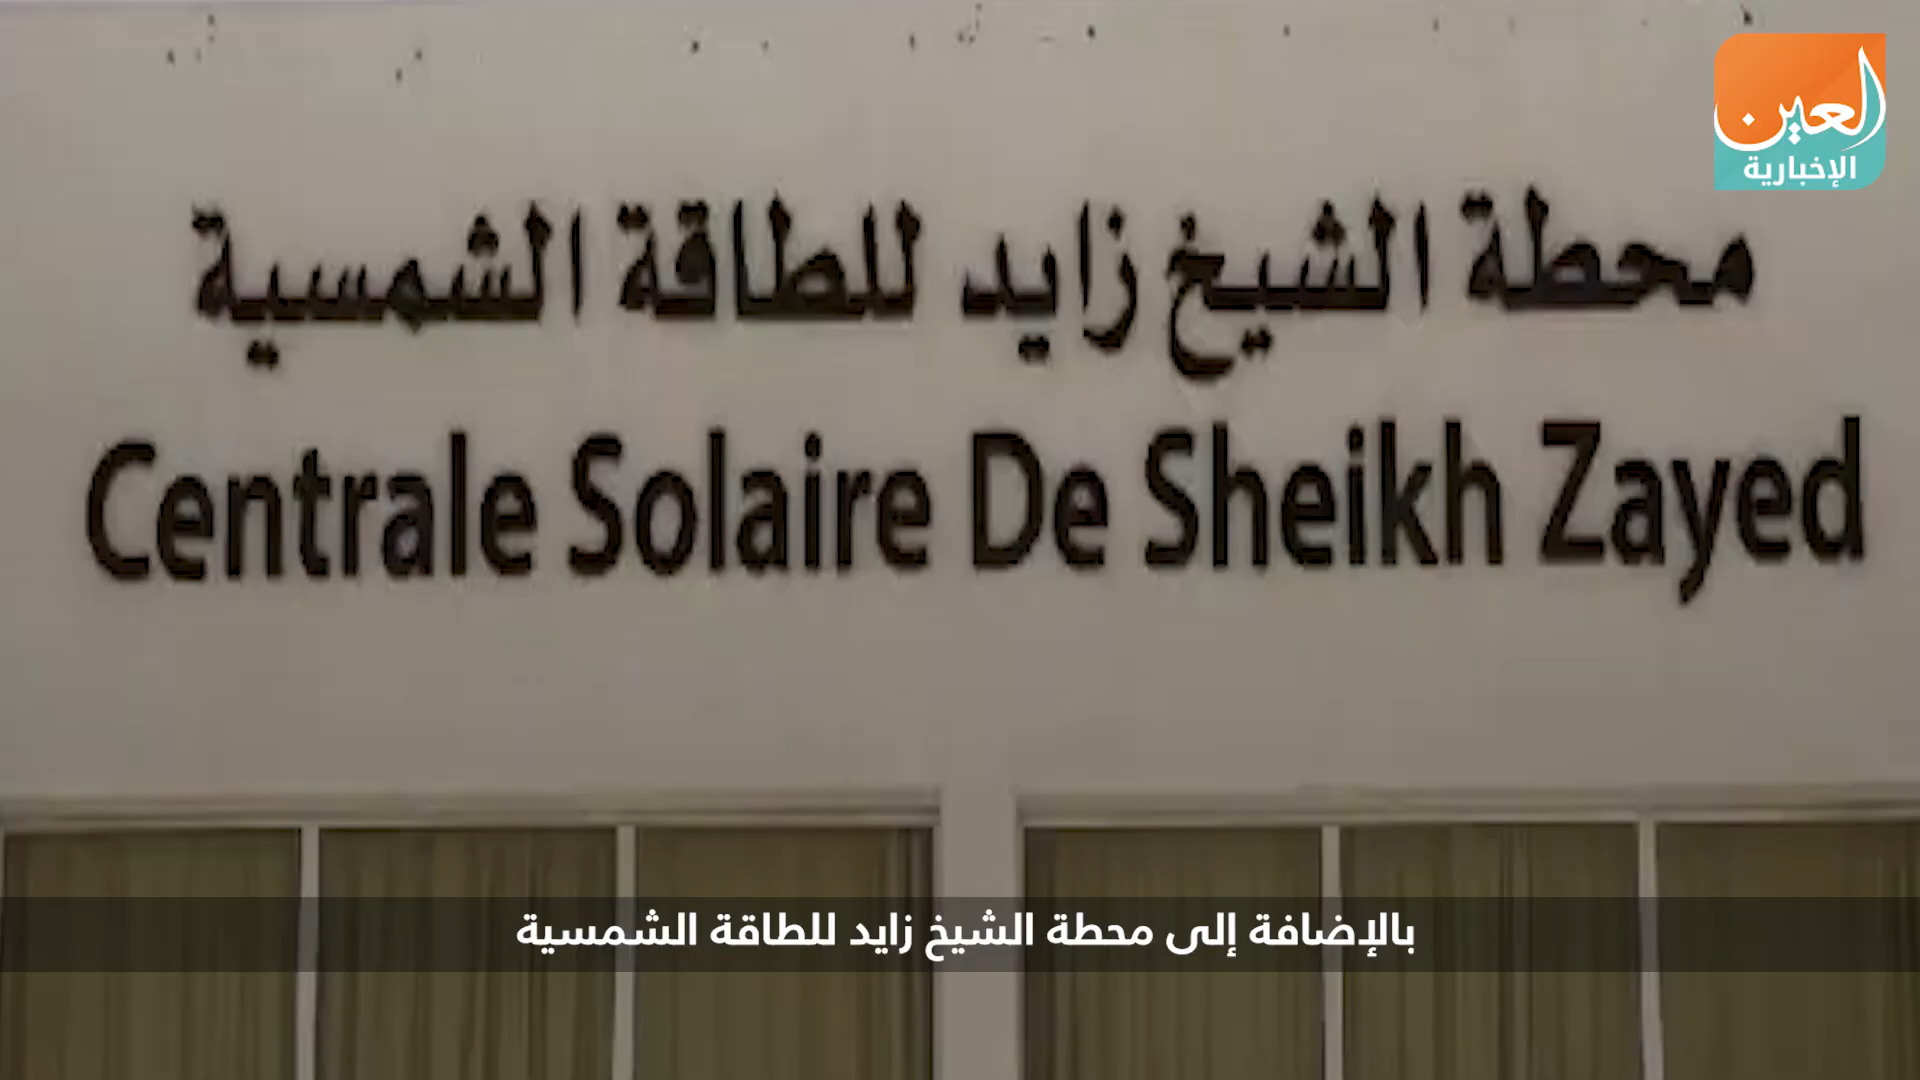 العين
الإخبارية
محطة الشيخ زايد للطاقة الشمسية
Centrale Solaire De Sheikh Zayed
بالإضافة إلى محطة الشيخ زايد للطاقة الشمسية